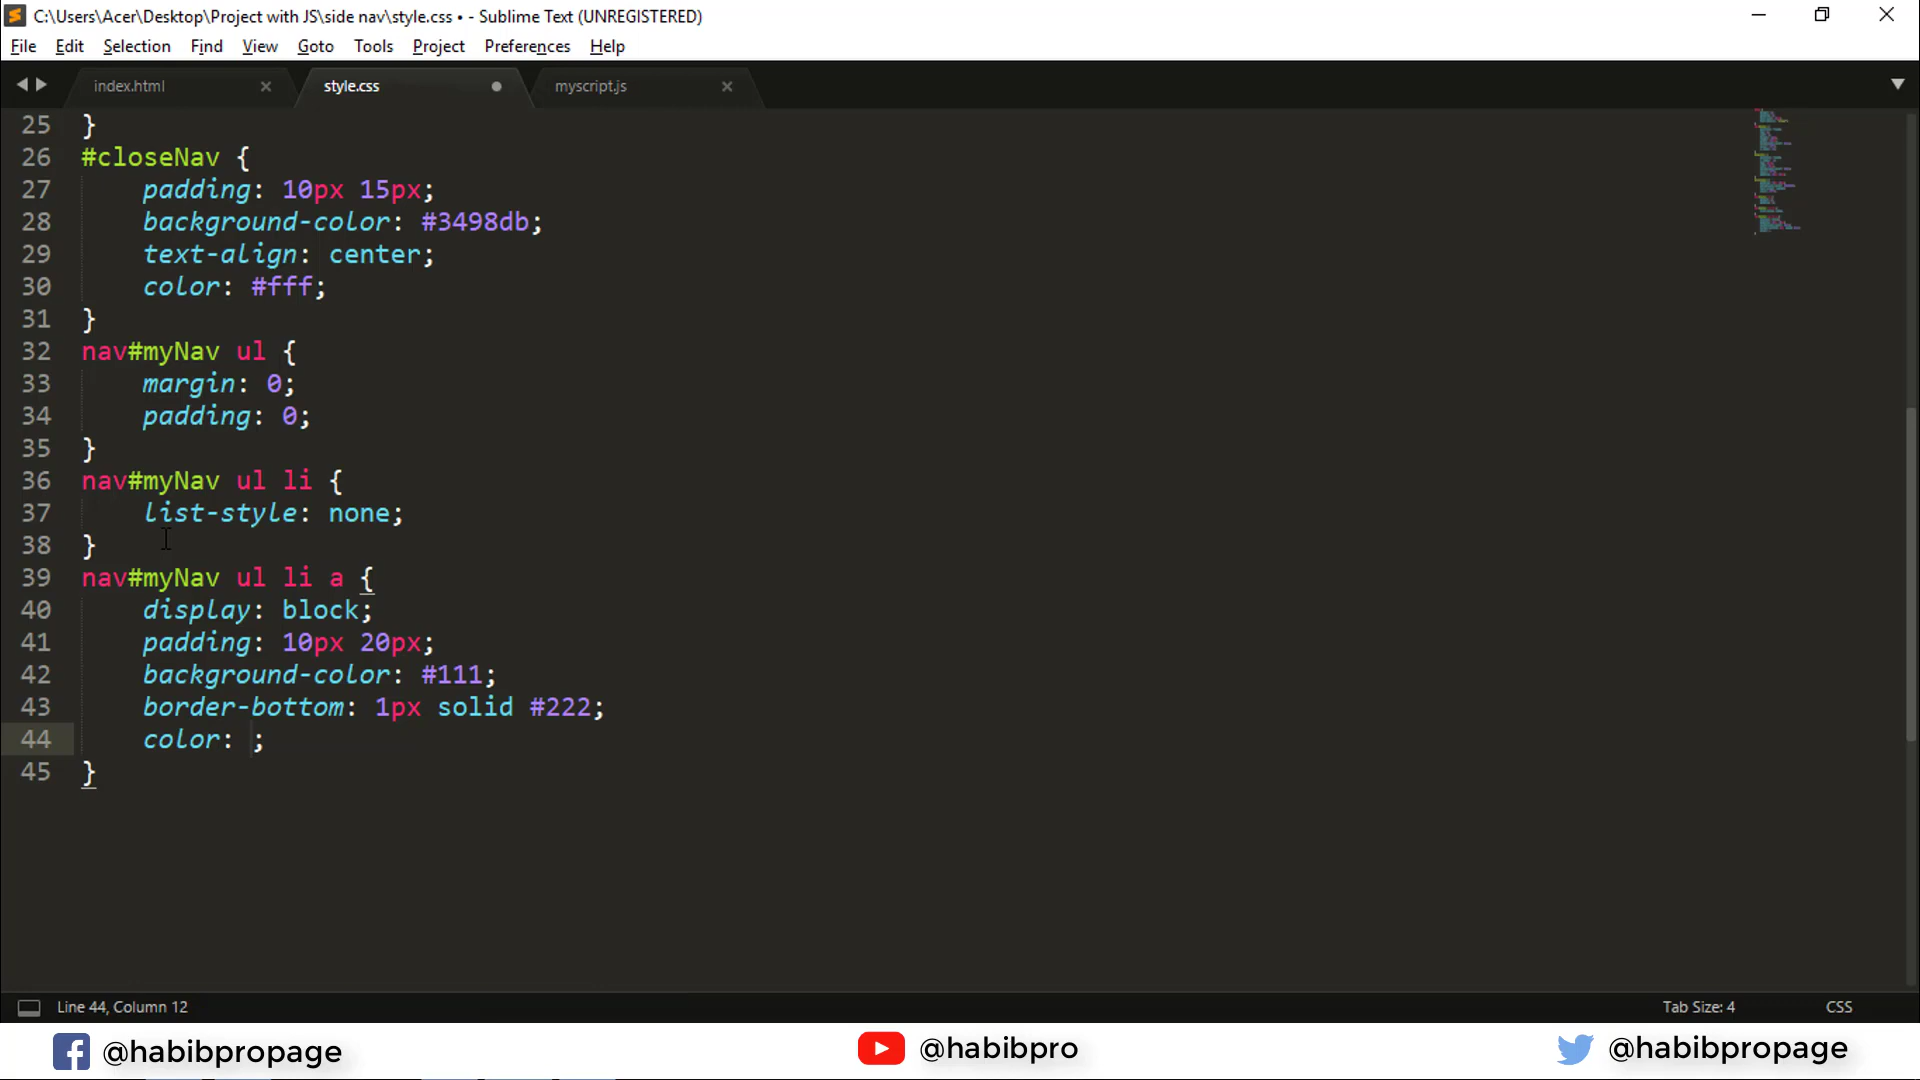 C:\Users\Acer\Desktop\Project with JS\side nav\style.css • - Sublime Text (UNREGISTERED)
File Edit Selection Find View Goto Tools Project Preferences Help
index.html style.css myscript.js
25 }
26 #closeNav {
27 padding: 10px 15px;
28 background-color: #3498db;
29 text-align: center;
30 color: #fff;
31 }
32 nav#myNav ul {
33 margin: 0;
34 padding: 0;
35 }
36 nav#myNav ul li {
37 list-style: none;
38 }
39 nav#myNav ul li a {
40 display: block;
41 padding: 10px 20px;
42 background-color: #111;
43 border-bottom: 1px solid #222;
44 color: ;
45 }
Line 44, Column 12 Tab Size: 4 CSS
@habibpropage @habibpro @habibpropage